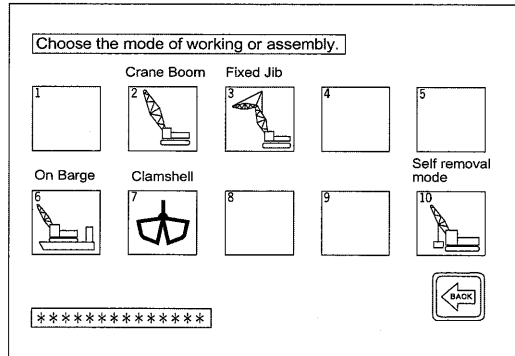 Choose the mode of working or assembly.
Crane Boom Fixed Jib
1 2 3 4 5
On Barge Clamshell Self removal
mode
6 7 8 9 10
BACK
*************